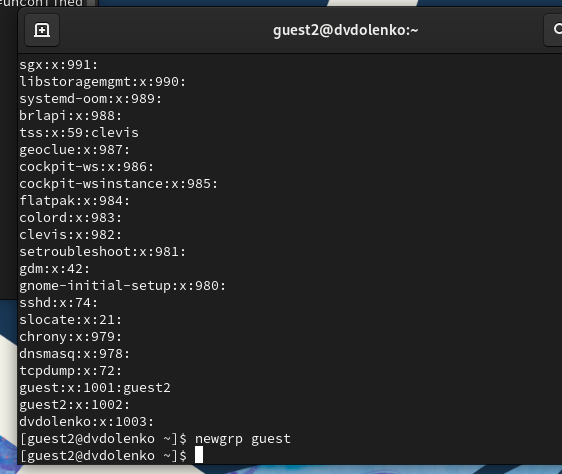 unconfined
guest2@dvdolenko:~
sgx:x:991:
libstoragemgmt:x:990:
systemd-oom:x:989:
brlapi:x:988:
tss:x:59:clevis
geoclue:x:987:
cockpit-ws:x:986:
cockpit-wsinstance:x:985:
flatpak:x:984:
colord:x:983:
clevis:x:982:
setroubleshoot:x:981:
gdm:x:42:
gnome-initial-setup:x:980:
sshd:x:74:
slocate:x:21:
chrony:x:979:
dnsmasq:x:978:
tcpdump:x:72:
guest:x:1001:guest2
guest2:x:1002:
dvdolenko:x:1003:
[guest2@dvdolenko ~]$ newgrp guest
[guest2@dvdolenko ~]$